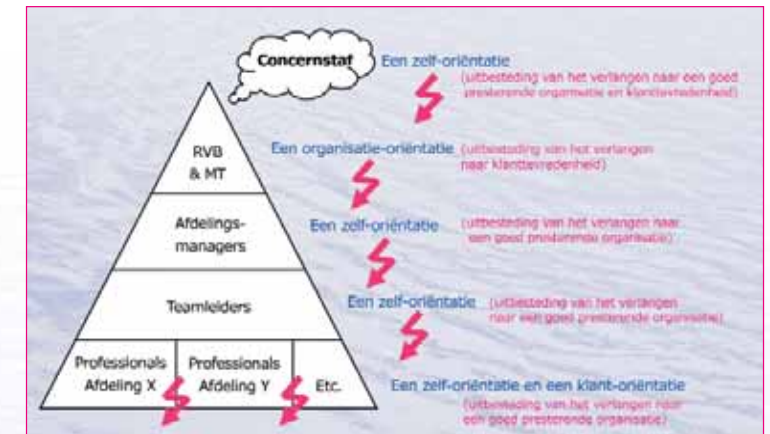 Concernstaf
Een zelf-oriëntatie
(uitbesteding van het verlangen naar een goed
presterende organisatie en klanttevredenheid)
RVB
& MT
Een organisatie-oriëntatie
(uitbesteding van het verlangen
naar klanttevredenheid)
Afdelings-
managers
Een zelf-oriëntatie
(uitbesteding van het verlangen naar
een goed presterende organisatie)
Teamleiders
Een zelf-oriëntatie
(uitbesteding van het verlangen
naar een goed presterende organisatie)
Professionals
Afdeling X
Professionals
Afdeling Y
Etc.
Een zelf-oriëntatie en een klant-oriëntatie
(uitbesteding van het verlangen naar
een goed presterende organisatie)